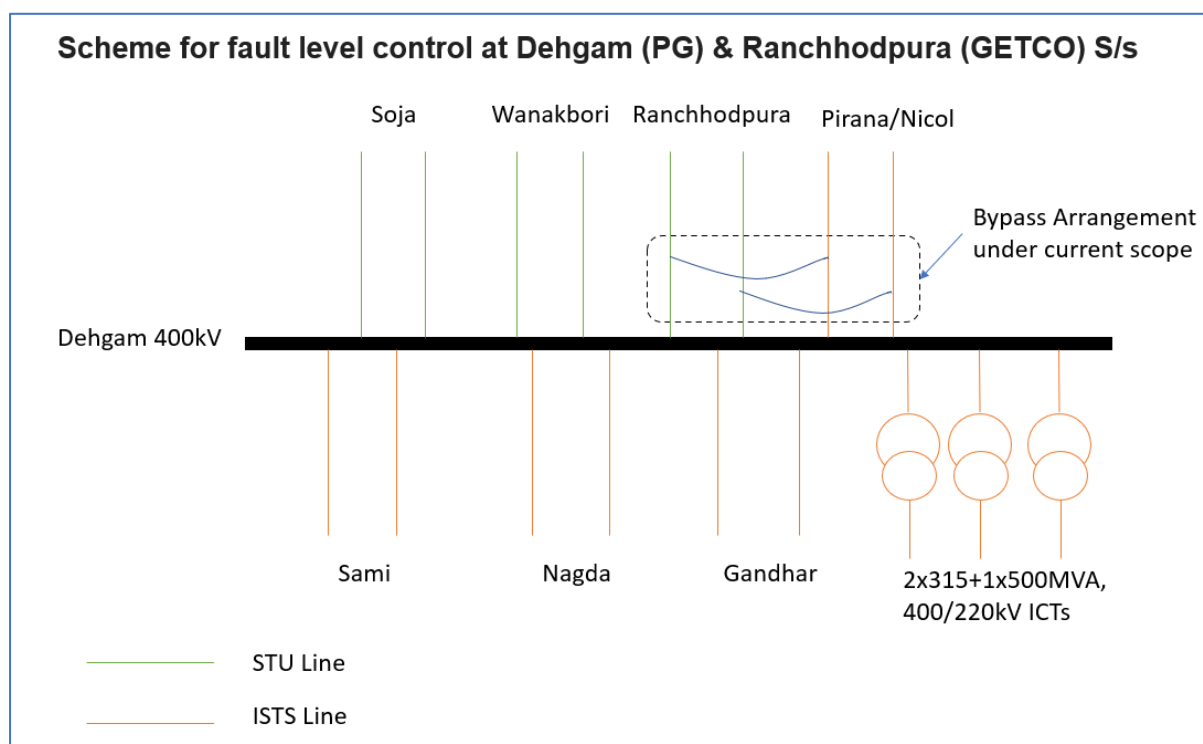 Scheme for fault level control at Dehgam (PG) & Ranchhodpura (GETCO) S/s
Soja
Wanakbori
Ranchhodpura
Pirana/Nicol
Bypass Arrangement
under current scope
Dehgam 400kV
Sami
Nagda
Gandhar
2x315+1x500MVA,
400/220kV ICTs
STU Line
ISTS Line